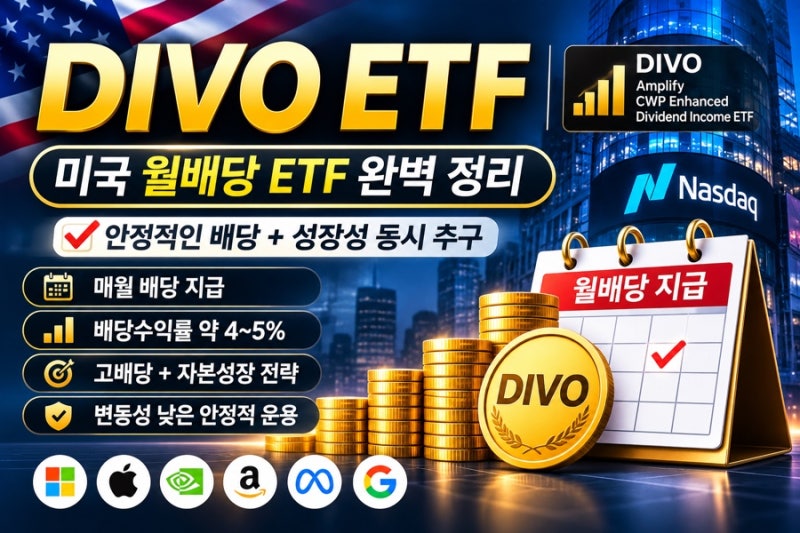 DIVO ETF
DIVO
Amplify
CWP Enhanced
Dividend Income ETF
미국 월배당 ETF 완벽 정리
Nasdaq
안정적인 배당 + 성장성 동시 추구
월배당 지급
매월 배당 지급
배당수익률 약 4~5%
고배당 + 자본성장 전략
변동성 낮은 안정적 운용
DIVO
a
G